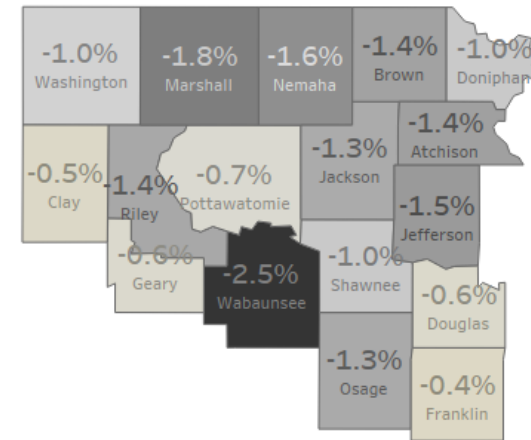 -1.0%
Washington
-1.8%
Marshall
-1.6%
Nemaha
-1.4%
Brown
-1.0%
Doniphan
-1.4%
Atchison
-0.5%
Clay
-1.4%
Riley
-0.7%
Pottawatomie
-1.3%
Jackson
-1.5%
Jefferson
-0.6%
Geary
-2.5%
Wabaunsee
-1.0%
Shawnee
-0.6%
Douglas
-1.3%
Osage
-0.4%
Franklin